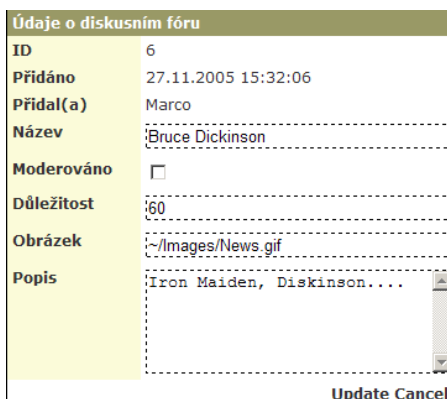 Údaje o diskusním fóru
ID 6
Přidáno 27.11.2005 15:32:06
Přidal(a) Marco
Název Bruce Dickinson
Moderováno
Důležitost 60
Obrázek ~/Images/News.gif
Popis Iron Maiden, Diskinson....
Update Cancel